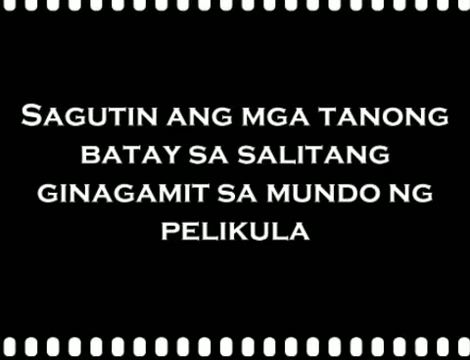 SAGUTIN ANG MGA TANONG
BATAY SA SALITANG
GINAGAMIT SA MUNDO NG
PELIKULA